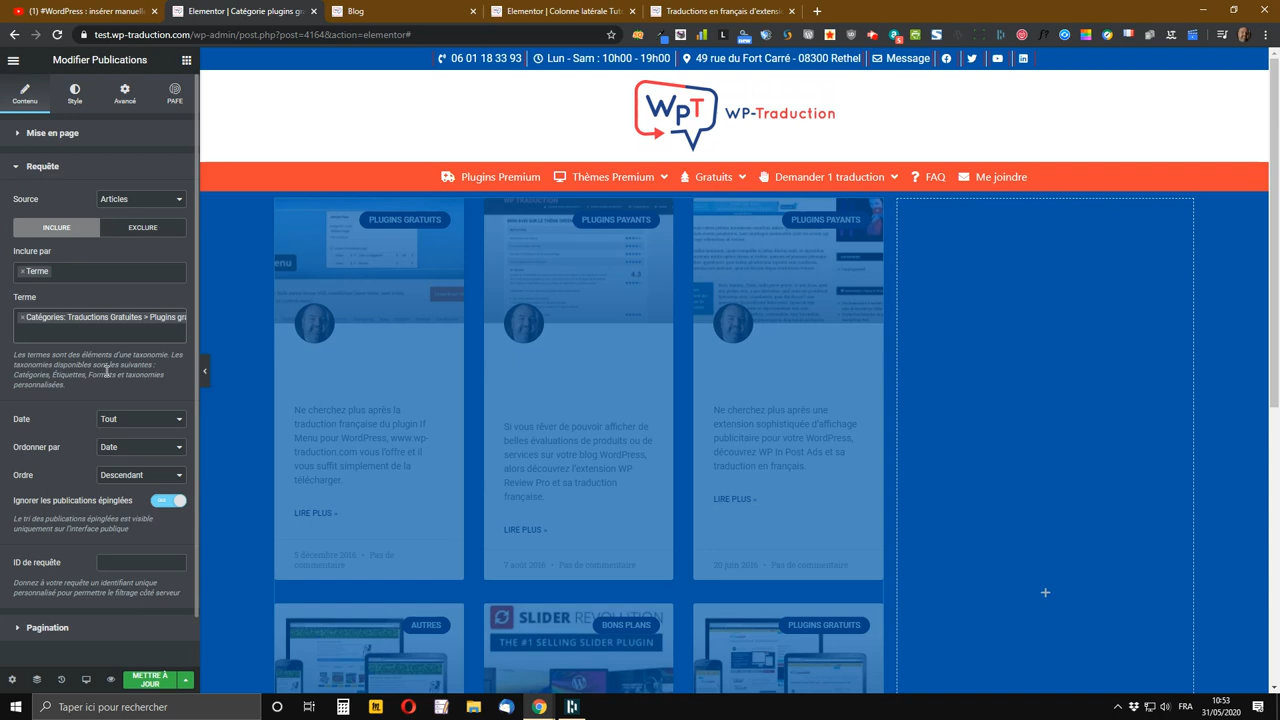 (1) #WORDPRESS: insérer manuelle
Elementor | Catégorie plugins gr
Blog
Traductions d'extensions et thèm
Traductions d'exten
test.wp-traduction.com/wp-admin/post.php?post=4164&action=elementor#
Modifier Publications
06 01 18 33 93
Lun - Sam : 10h00 - 19h00
49 rue du Fort Carré - 08300 Rethel
Message
Contenu
Style
Avancé
PAFE
WPT
WP-Traduction
Mise en page
Requête
Plugins Premium
Thèmes Premium
Gratuits
Demander 1 traduction
FAQ
Me joindre
Source
Articles
INCLURE
EXCLURE
Inclure par
× Terme
Terme
× Catégories: Gratuites > Plugins gra
Les termes sont des éléments d'une taxonomie. Les
taxonomies disponibles sont les suivantes :
Catégories, Étiquettes, Formats et taxonomies
personnalisées.
Date
Tout
Ordonner par
Date
Ordre
Descendant
Ignorer les publications épinglées
OUI
Le tri des publications épinglées est visible
uniquement sur l'interface publique
ID de requête
Donnez à votre requête un identifiant unique
personnalisé pour permettre le filtrage côté serveur
Pagination
METTRE À
JOUR
PLUGINS GRATUITS
enu
Ne cherchez plus après la
traduction française du plugin If
Menu pour WordPress, www.wp-
traduction.com vous l'offre et il
vous suffit simplement de la
télécharger.
LIRE PLUS »
5 décembre 2016 • Pas de
commentaire
WP TRADUCTION
PLUGINS PAYANTS
4.3
Si vous rêver de pouvoir afficher de
belles évaluations de produits ou de
services sur votre blog WordPress,
alors découvrez l'extension WP
Review Pro et sa traduction
française.
LIRE PLUS »
7 août 2016 • Pas de commentaire
PLUGINS PAYANTS
Ne cherchez plus après une
extension sophistiquée d'affichage
publicitaire pour votre WordPress,
découvrez WP In Post Ads et sa
traduction en français.
LIRE PLUS »
20 juin 2016 • Pas de commentaire
AUTRES
SLIDER REVOLUTION
BONS PLANS
THE #1 SELLING SLIDER PLUGIN
PLUGINS GRATUITS
Taper ici pour rechercher
FRA
10:53
31/05/2020